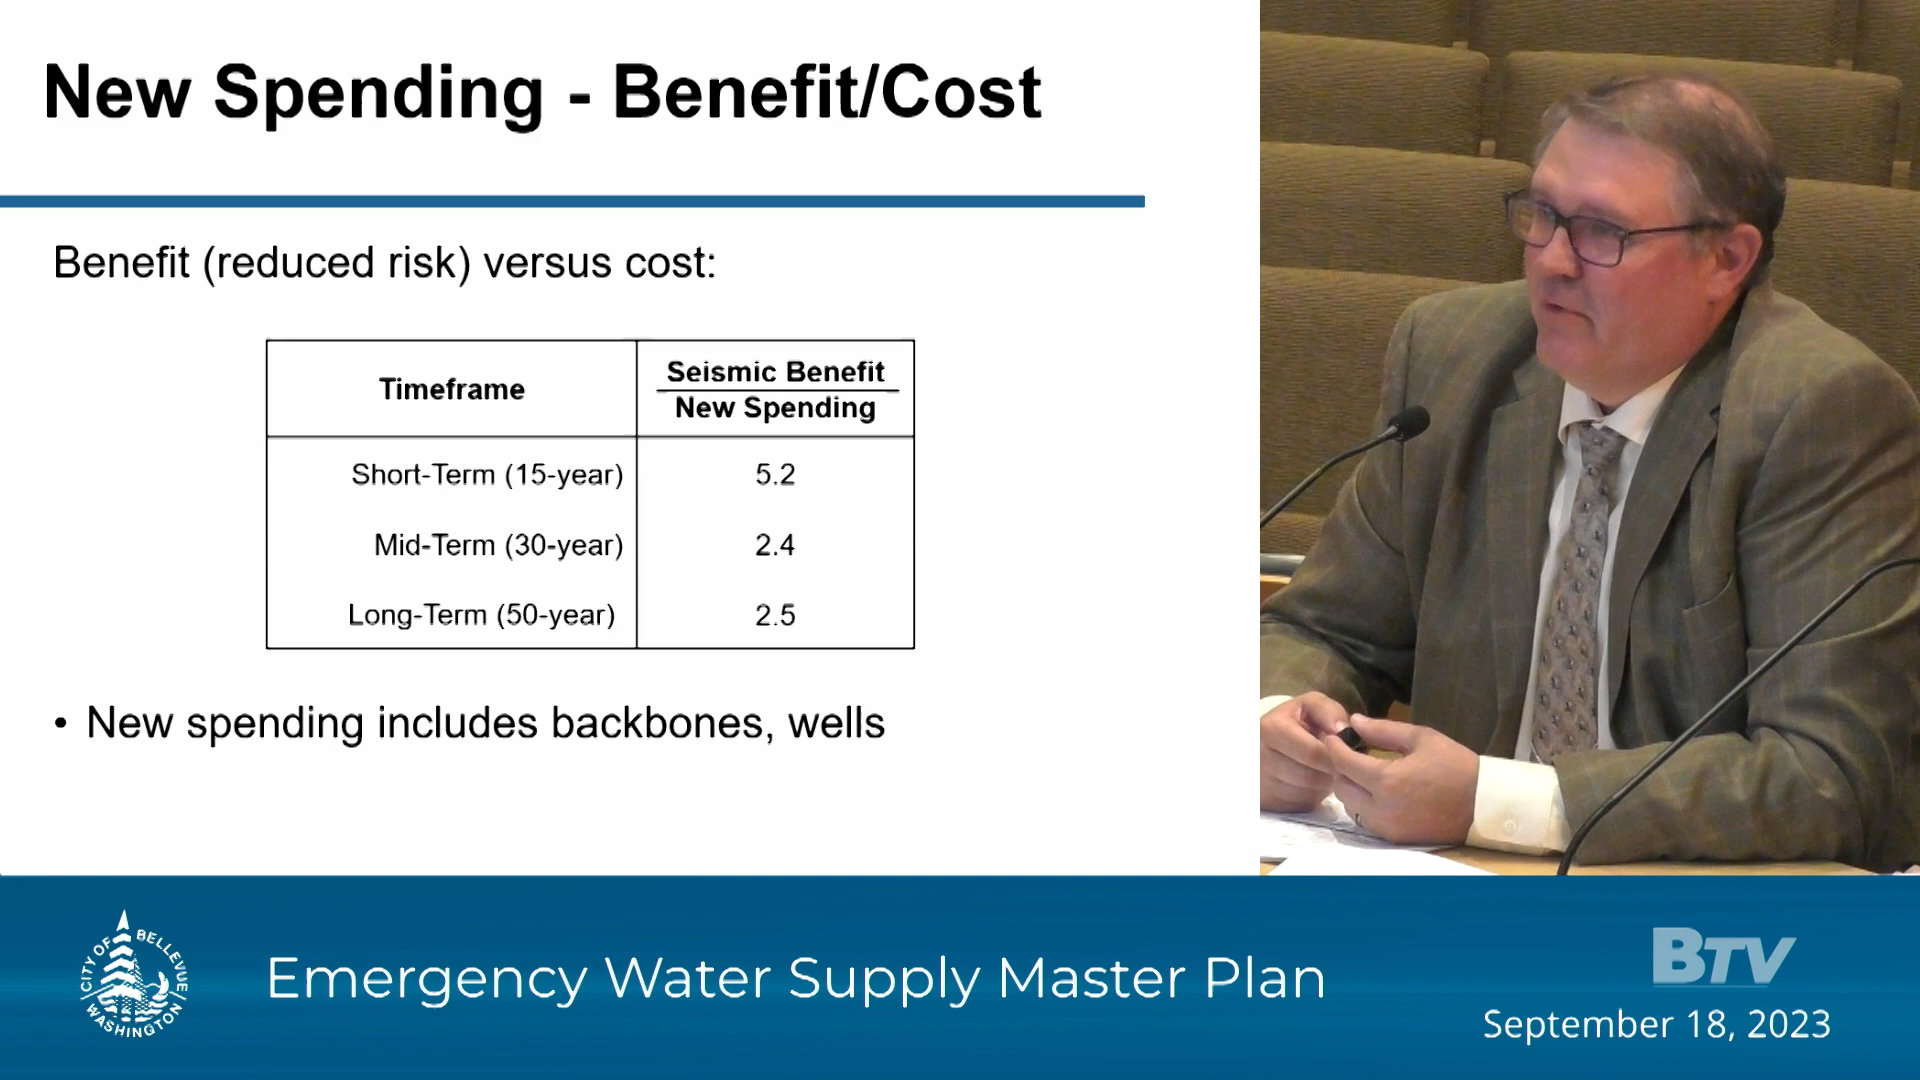 New Spending - Benefit/Cost
Benefit (reduced risk) versus cost:
Timeframe
Seismic Benefit
New Spending
Short-Term (15-year)
5.2
Mid-Term (30-year)
2.4
Long-Term (50-year)
2.5
• New spending includes backbones, wells
CITY OF BELLEVUE
WASHINGTON
Emergency Water Supply Master Plan
BTV
September 18, 2023